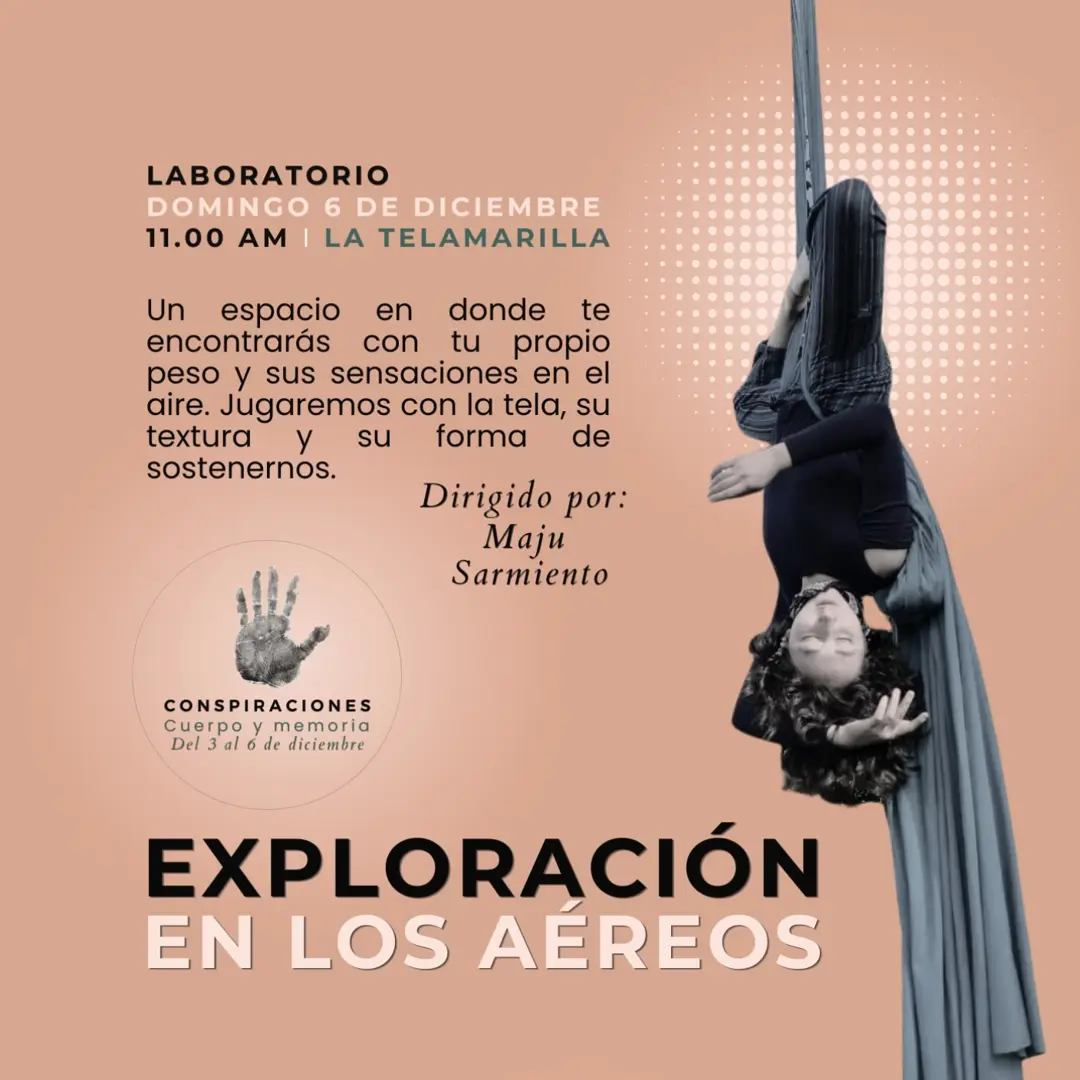 LABORATORIO
DOMINGO 6 DE DICIEMBRE
11.00 AM | LA TELAMARILLA
Un espacio en donde te
encontrarás con tu propio
peso y sus sensaciones en el
aire. Jugaremos con la tela, su
textura y su forma de
sostenernos.
Dirigido por:
Maju
Sarmiento
CONSPIRACIONES
Cuerpo y memoria
Del 3 al 6 de diciembre
EXPLORACIÓN
EN LOS AÉREOS